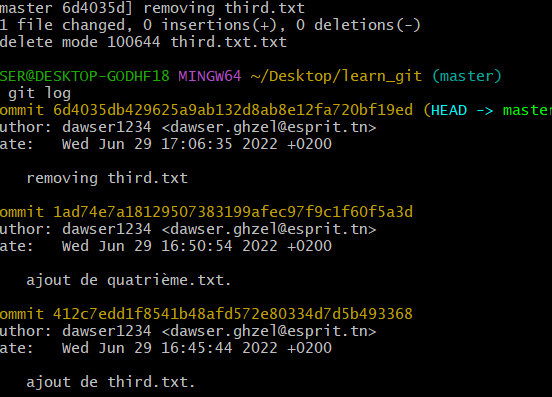 master 6d4035d] removing third.txt
1 file changed, 0 insertions(+), 0 deletions(-)
delete mode 100644 third.txt.txt
SER@DESKTOP-GODHF18 MINGW64 ~/Desktop/learn_git (master)
git log
ommit 6d4035db429625a9ab132d8ab8e12fa720bf19ed (HEAD -> master
uthor: dawser1234 <dawser.ghzel@esprit.tn>
ate:   Wed Jun 29 17:06:35 2022 +0200
removing third.txt
ommit 1ad74e7a18129507383199afec97f9c1f60f5a3d
uthor: dawser1234 <dawser.ghzel@esprit.tn>
ate:   Wed Jun 29 16:50:54 2022 +0200
ajout de quatrième.txt.
ommit 412c7edd1f8541b48afd572e80334d7d5b493368
uthor: dawser1234 <dawser.ghzel@esprit.tn>
ate:   Wed Jun 29 16:45:44 2022 +0200
ajout de third.txt.